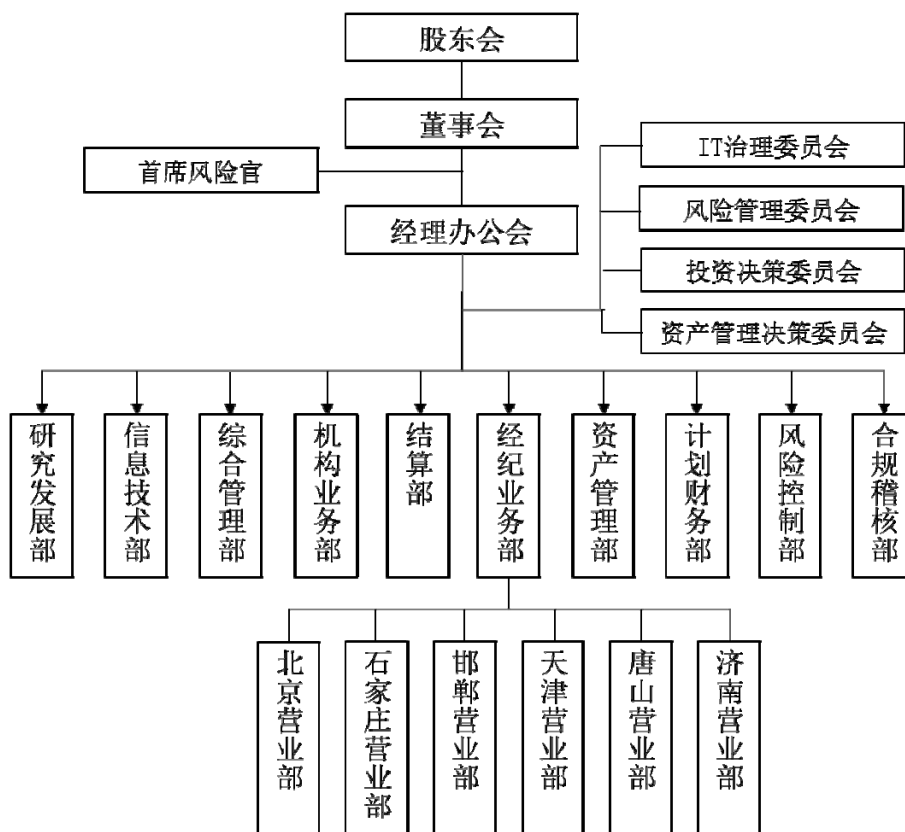 股东会
董事会
首席风险官
经理办公会
IT治理委员会
风险管理委员会
投资决策委员会
资产管理决策委员会
研究发展部
信息技术部
综合管理部
机构业务部
结算部
经纪业务部
资产管理部
计划财务部
风险控制部
合规稽核部
北京营业部
石家庄营业部
邯郸营业部
天津营业部
唐山营业部
济南营业部